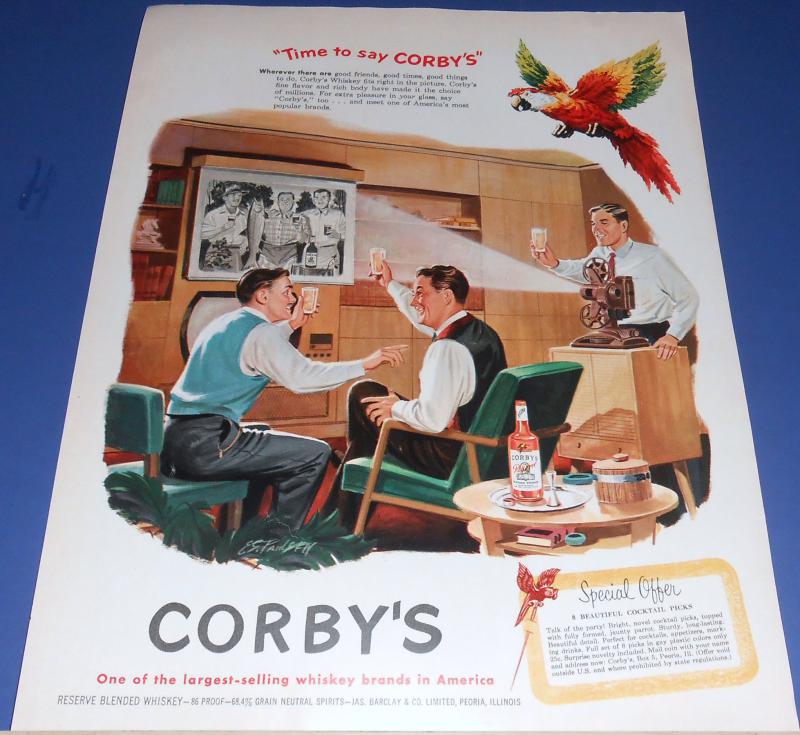 "Time to say CORBY'S"
Wherever there are good friends, good times, good things
to do, Corby's Whiskey fits right in the picture. Corby's
fine flavor and rich body have made it the choice
of millions. For extra pleasure in your glass, say
"Corby's," too . . . and meet one of America's most
popular brands.
CORBY'S
CORBY'S
One of the largest-selling whiskey brands in America
RESERVE BLENDED WHISKEY—86 PROOF—68.4% GRAIN NEUTRAL SPIRITS—JAS. BARCLAY & CO. LIMITED, PEORIA, ILLINOIS
Special Offer
8 BEAUTIFUL COCKTAIL PICKS
Talk of the party! Bright, novel cocktail picks, topped
with fully formed, jaunty parrot. Sturdy, long-lasting.
Beautiful detail. Perfect for cocktails, appetizers, mark-
ing drinks. Full set of 8 picks in gay plastic colors only
25c. Surprise novelty included. Mail coin with your name
and address now: Corby's, Box 5, Peoria, Ill. (Offer void
outside U.S. and where prohibited by state regulations.)